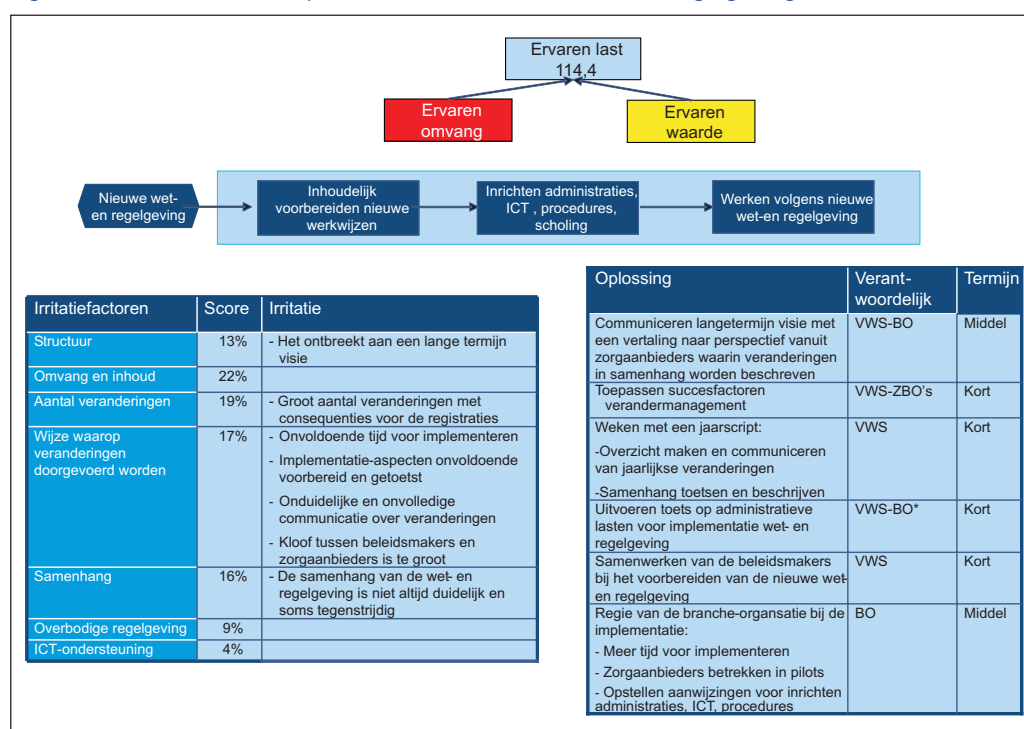 Ervaren last
114,4
Ervaren
omvang
Ervaren
waarde
Nieuwe wet-
en regelgeving
Inhoudelijk
voorbereiden nieuwe
werkwijzen
Inrichten administraties,
ICT , procedures,
scholing
Werken volgens nieuwe
wet-en regelgeving
Irritatiefactoren Score Irritatie
Structuur 13% - Het ontbreekt aan een lange termijn
visie
Omvang en inhoud 22%
Aantal veranderingen 19% - Groot aantal veranderingen met
consequenties voor de registraties
Wijze waarop 17% - Onvoldoende tijd voor implementeren
veranderingen
doorgevoerd worden
- Implementatie-aspecten onvoldoende
voorbereid en getoetst
- Onduidelijke en onvolledige
communicatie over veranderingen
- Kloof tussen beleidsmakers en
zorgaanbieders is te groot
Samenhang 16% - De samenhang van de wet- en
regelgeving is niet altijd duidelijk en
soms tegenstrijdig
Overbodige regelgeving 9%
ICT-ondersteuning 4%
Oplossing Verant- Termijn
woordelijk
Communiceren langetermijn visie met VWS-BO Middel
een vertaling naar perspectief vanuit
zorgaanbieders waarin veranderingen
in samenhang worden beschreven
Toepassen succesfactoren VWS-ZBO's Kort
verandermanagement
Weken met een jaarscript: VWS Kort
-Overzicht maken en communiceren
van jaarlijkse veranderingen
-Samenhang toetsen en beschrijven
Uitvoeren toets op administratieve VWS-BO* Kort
lasten voor implementatie wet- en
regelgeving
Samenwerken van de beleidsmakers VWS Kort
bij het voorbereiden van de nieuwe wet-
en regelgeving
Regie van de branche-organsatie bij de BO Middel
implementatie:
- Meer tijd voor implementeren
- Zorgaanbieders betrekken in pilots
- Opstellen aanwijzingen voor inrichten
administraties, ICT, procedures